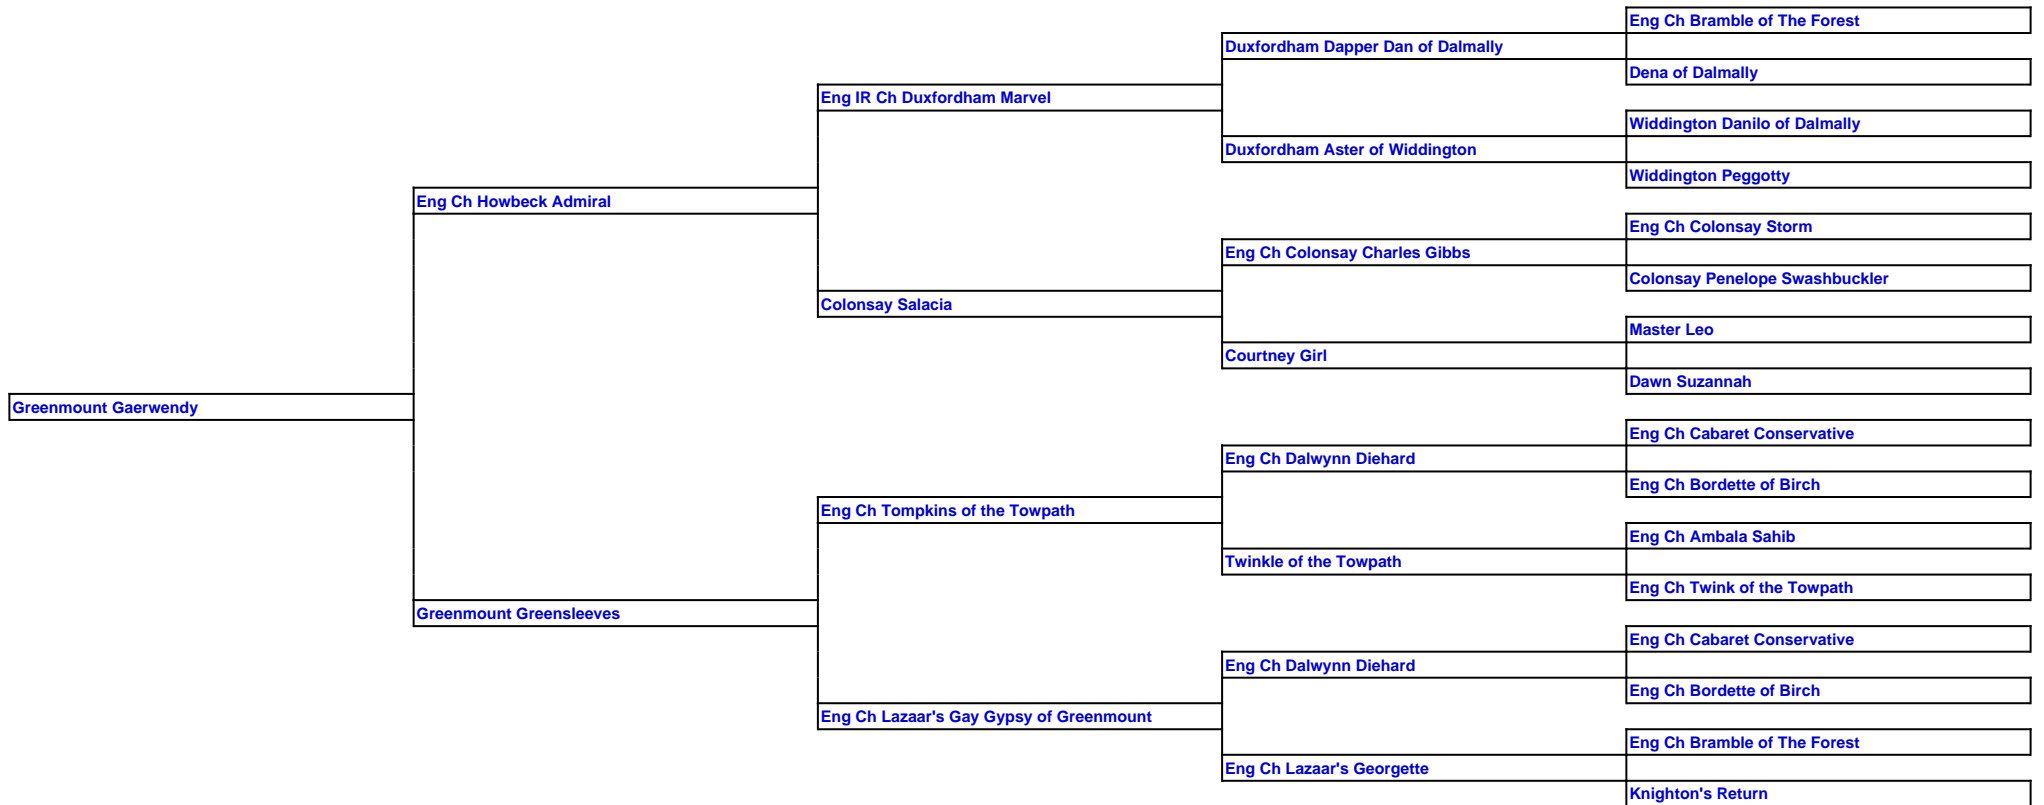 Eng Ch Bramble of The Forest
Duxfordham Dapper Dan of Dalmally
Dena of Dalmally
Eng IR Ch Duxfordham Marvel
Widdington Danilo of Dalmally
Duxfordham Aster of Widdington
Widdington Peggotty
Eng Ch Howbeck Admiral
Eng Ch Colonsay Storm
Eng Ch Colonsay Charles Gibbs
Colonsay Penelope Swashbuckler
Colonsay Salacia
Master Leo
Courtney Girl
Dawn Suzannah
Greenmount Gaerwendy
Eng Ch Cabaret Conservative
Eng Ch Dalwynn Diehard
Eng Ch Bordette of Birch
Eng Ch Tompkins of the Towpath
Eng Ch Ambala Sahib
Twinkle of the Towpath
Eng Ch Twink of the Towpath
Greenmount Greensleeves
Eng Ch Cabaret Conservative
Eng Ch Dalwynn Diehard
Eng Ch Bordette of Birch
Eng Ch Lazaar's Gay Gypsy of Greenmount
Eng Ch Bramble of The Forest
Eng Ch Lazaar's Georgette
Knighton's Return